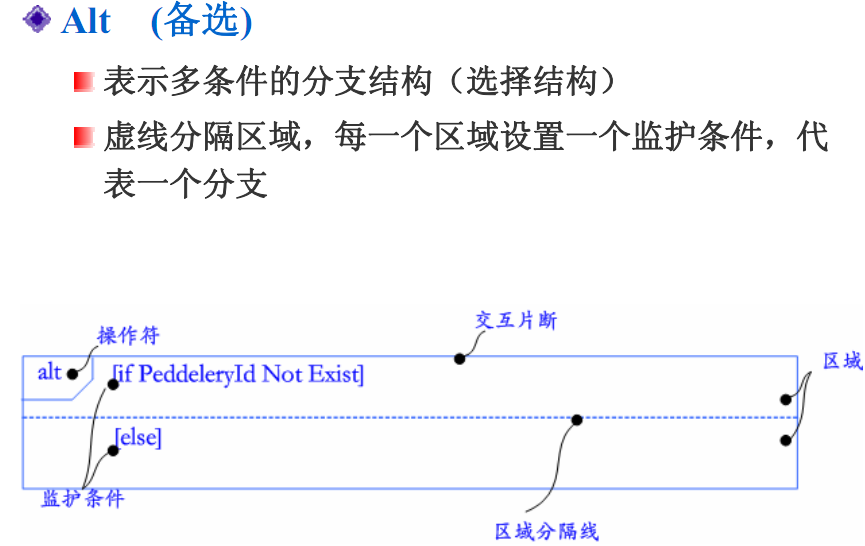 Alt (备选)
表示多条件的分支结构（选择结构）
虚线分隔区域，每一个区域设置一个监护条件，代
表一个分支
操作符
交互片断
区域
alt
[if PeddeleryId Not Exist]
[else]
监护条件
区域分隔线